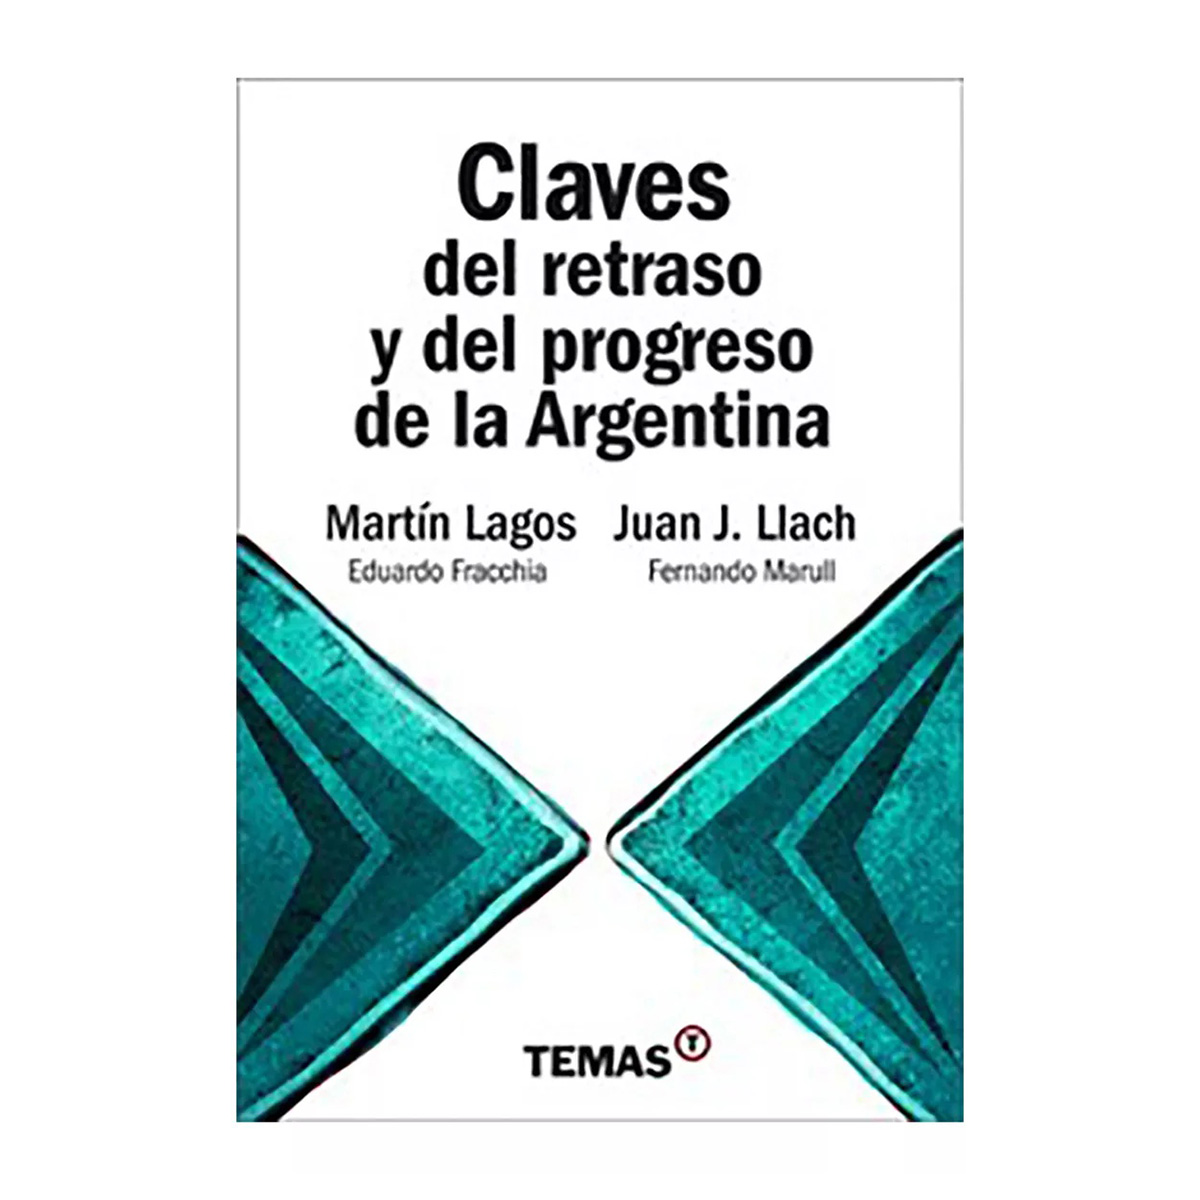 Claves
del retraso
y del progreso
de la Argentina
Martín Lagos Juan J. Llach
Eduardo Fracchia Fernando Marull
TEMAS T